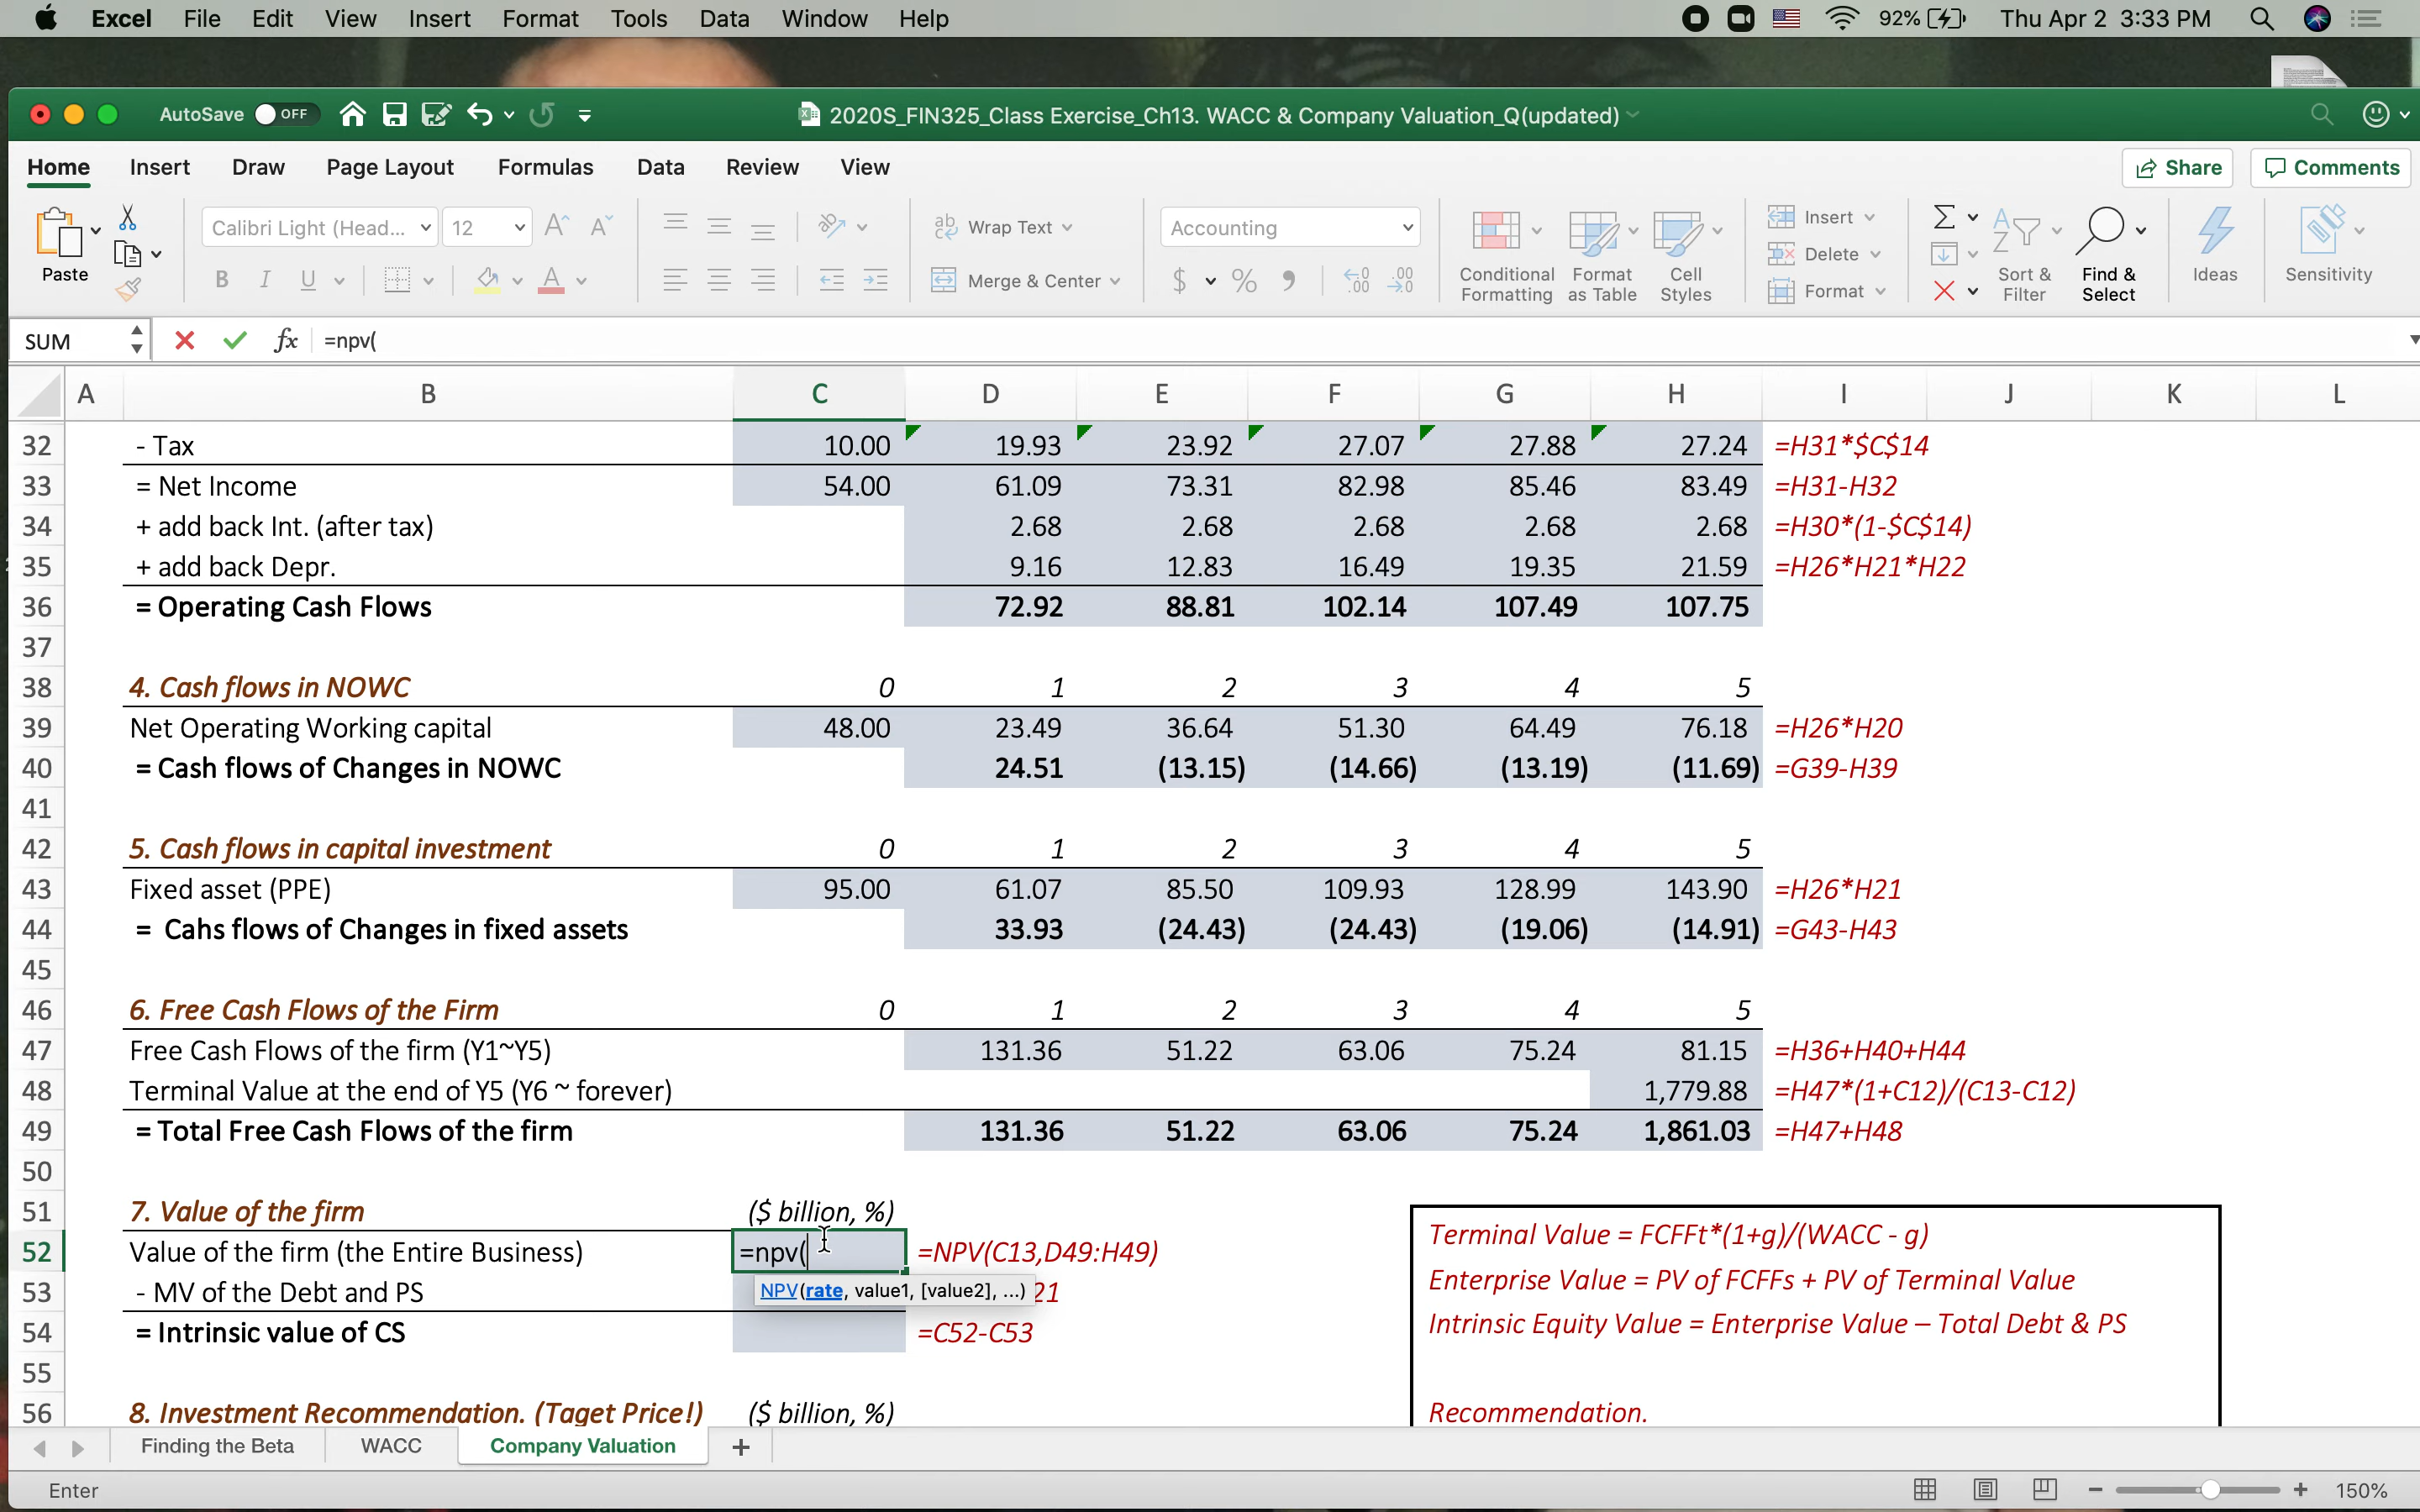 Excel File Edit View Insert Format Tools Data Window Help 92% Thu Apr 2 3:33 PM
AutoSave OFF 2020S_FIN325_Class Exercise_Ch13. WACC & Company Valuation_Q(updated)
Home Insert Draw Page Layout Formulas Data Review View Share Comments
Paste Calibri Light (Head... 12 Wrap Text Accounting Insert
B I U Merge & Center $ % Conditional Formatting Format as Table Cell Styles Delete Format Sort & Filter Find & Select Ideas Sensitivity
SUM fx =npv(
A B C D E F G H I J K L
32 - Tax 10.00 19.93 23.92 27.07 27.88 27.24 =H31*$C$14
33 = Net Income 54.00 61.09 73.31 82.98 85.46 83.49 =H31-H32
34 + add back Int. (after tax) 2.68 2.68 2.68 2.68 2.68 =H30*(1-$C$14)
35 + add back Depr. 9.16 12.83 16.49 19.35 21.59 =H26*H21*H22
36 = Operating Cash Flows 72.92 88.81 102.14 107.49 107.75
37
38 4. Cash flows in NOWC 0 1 2 3 4 5
39 Net Operating Working capital 48.00 23.49 36.64 51.30 64.49 76.18 =H26*H20
40 = Cash flows of Changes in NOWC 24.51 (13.15) (14.66) (13.19) (11.69) =G39-H39
41
42 5. Cash flows in capital investment 0 1 2 3 4 5
43 Fixed asset (PPE) 95.00 61.07 85.50 109.93 128.99 143.90 =H26*H21
44 = Cahs flows of Changes in fixed assets 33.93 (24.43) (24.43) (19.06) (14.91) =G43-H43
45
46 6. Free Cash Flows of the Firm 0 1 2 3 4 5
47 Free Cash Flows of the firm (Y1~Y5) 131.36 51.22 63.06 75.24 81.15 =H36+H40+H44
48 Terminal Value at the end of Y5 (Y6 ~ forever) 1,779.88 =H47*(1+C12)/(C13-C12)
49 = Total Free Cash Flows of the firm 131.36 51.22 63.06 75.24 1,861.03 =H47+H48
50
51 7. Value of the firm ($ billion, %)
52 Value of the firm (the Entire Business) =npv( =NPV(C13,D49:H49)
53 - MV of the Debt and PS NPV(rate, value1, [value2], ...) 21
54 = Intrinsic value of CS =C52-C53
55
56 8. Investment Recommendation. (Taget Price!) ($ billion, %)
Terminal Value = FCFFt*(1+g)/(WACC - g)
Enterprise Value = PV of FCFFs + PV of Terminal Value
Intrinsic Equity Value = Enterprise Value – Total Debt & PS
Recommendation.
Finding the Beta WACC Company Valuation +
Enter 150%